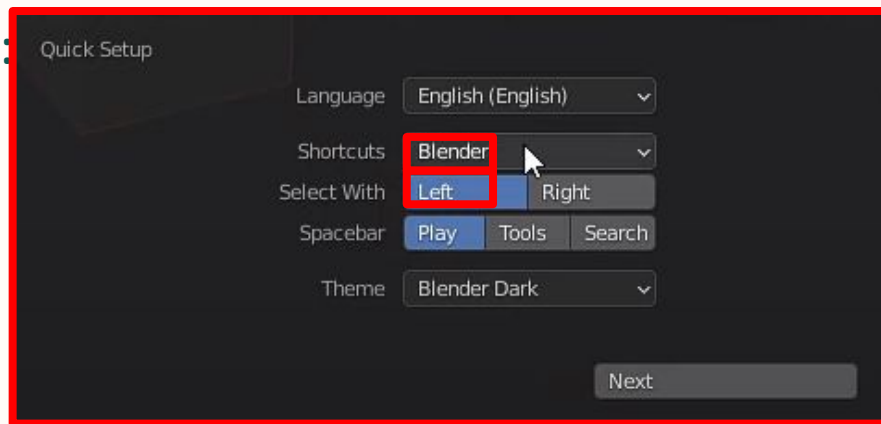 Quick Setup
Language English (English)
Shortcuts Blender
Select With Left Right
Spacebar Play Tools Search
Theme Blender Dark
Next